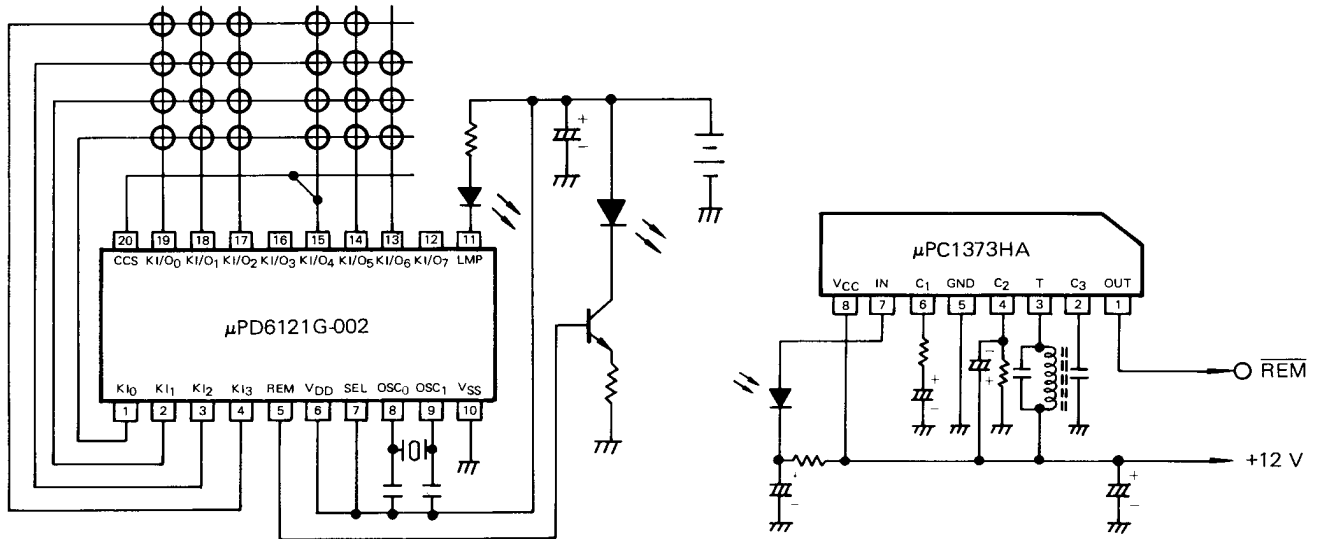 20 19 18 17 16 15 14 13 12 11
CCS KI/O0 KI/O1 KI/O2 KI/O3 KI/O4 KI/O5 KI/O6 KI/O7 LMP
μPD6121G-002
KI0 KI1 KI2 KI3 REM VDD SEL OSC0 OSC1 VSS
1 2 3 4 5 6 7 8 9 10
+
-
μPC1373HA
VCC IN C1 GND C2 T C3 OUT
8 7 6 5 4 3 2 1
REM
+
-
-
+
+12 V
+
-
+
-